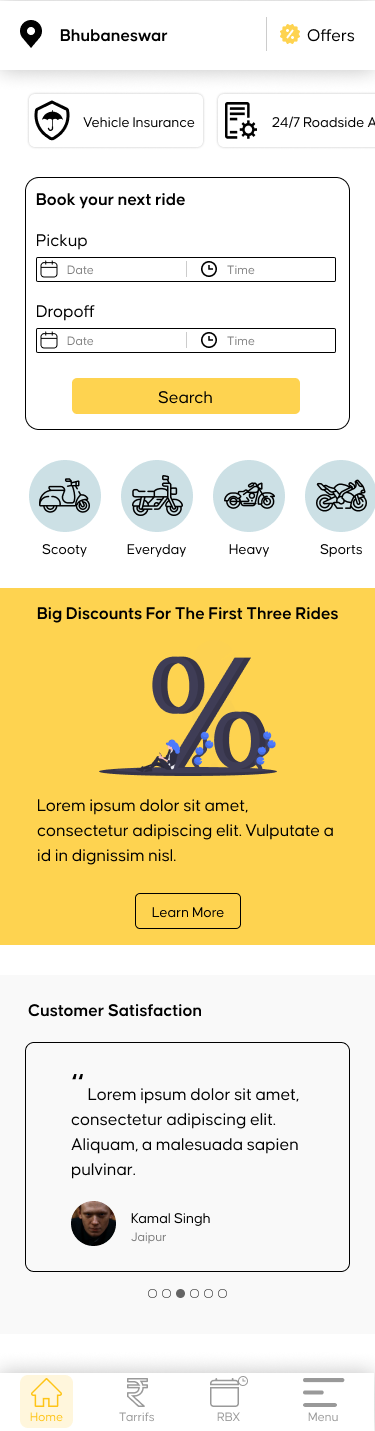 Bhubaneswar
Offers
Vehicle Insurance
24/7 Roadside A
Book your next ride
Pickup
Date
Time
Dropoff
Date
Time
Search
Scooty
Everyday
Heavy
Sports
Big Discounts For The First Three Rides
%
Lorem ipsum dolor sit amet,
consectetur adipiscing elit. Vulputate a
id in dignissim nisl.
Learn More
Customer Satisfaction
“ Lorem ipsum dolor sit amet,
consectetur adipiscing elit.
Aliquam, a malesuada sapien
pulvinar.
Kamal Singh
Jaipur
Home
Tarrifs
RBX
Menu